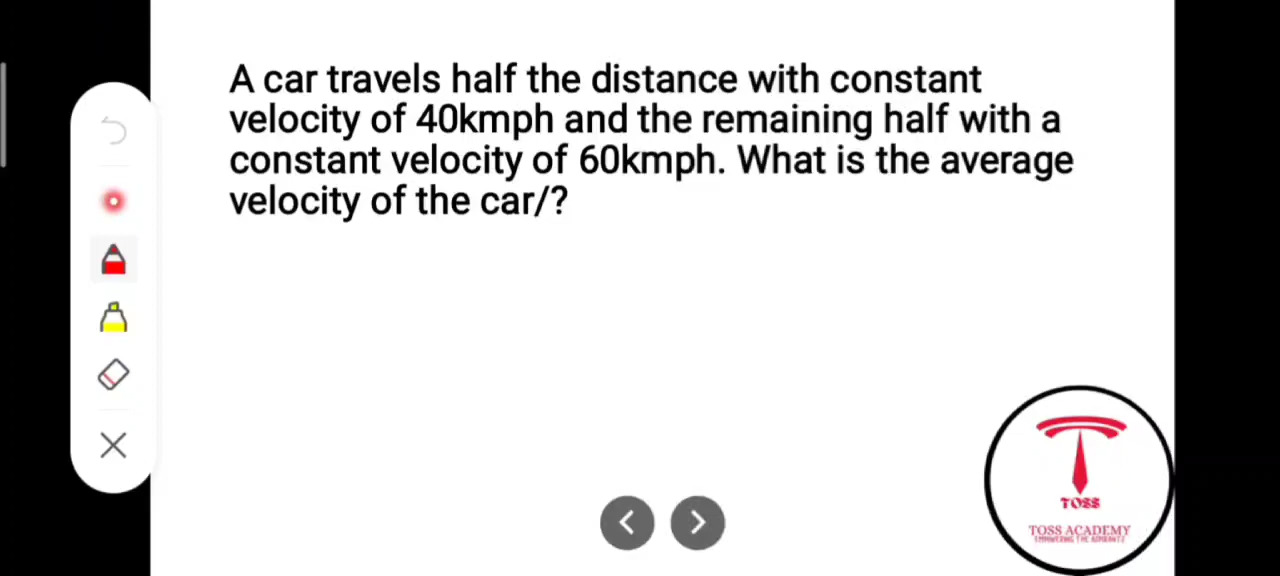 A car travels half the distance with constant
velocity of 40kmph and the remaining half with a
constant velocity of 60kmph. What is the average
velocity of the car/?
TOSS
TOSS ACADEMY